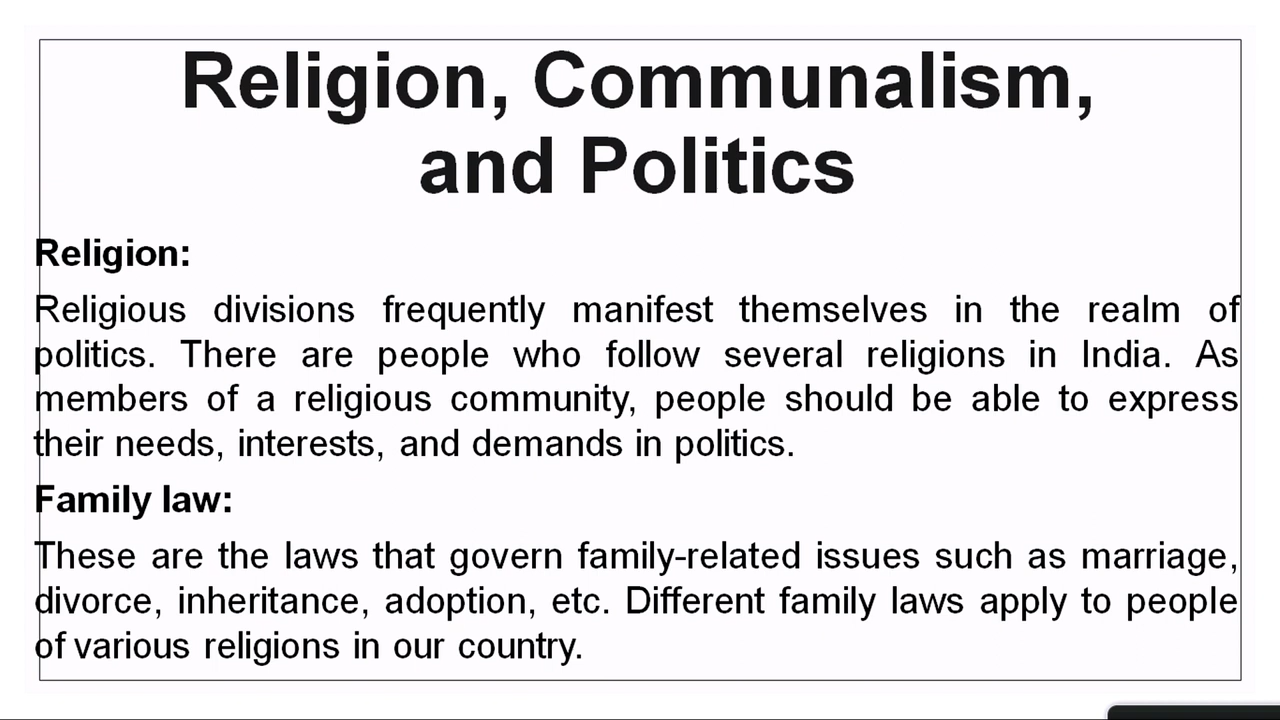 Religion, Communalism,
and Politics
Religion:
Religious divisions frequently manifest themselves in the realm of
politics. There are people who follow several religions in India. As
members of a religious community, people should be able to express
their needs, interests, and demands in politics.
Family law:
These are the laws that govern family-related issues such as marriage,
divorce, inheritance, adoption, etc. Different family laws apply to people
of various religions in our country.